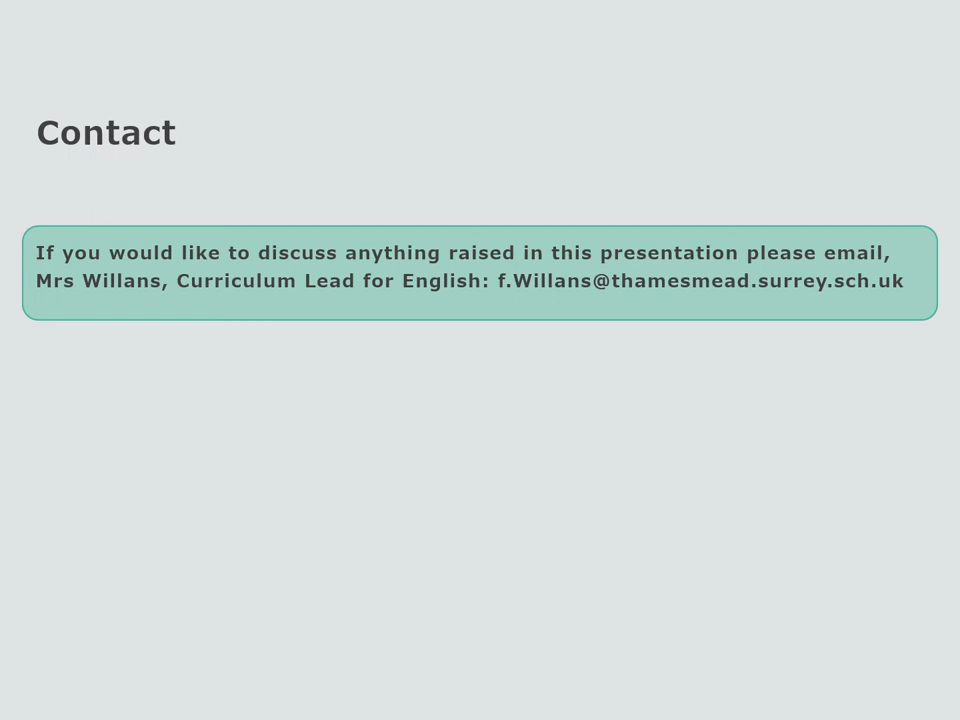 Contact
If you would like to discuss anything raised in this presentation please email,
Mrs Willans, Curriculum Lead for English: f.Willans@thamesmead.surrey.sch.uk